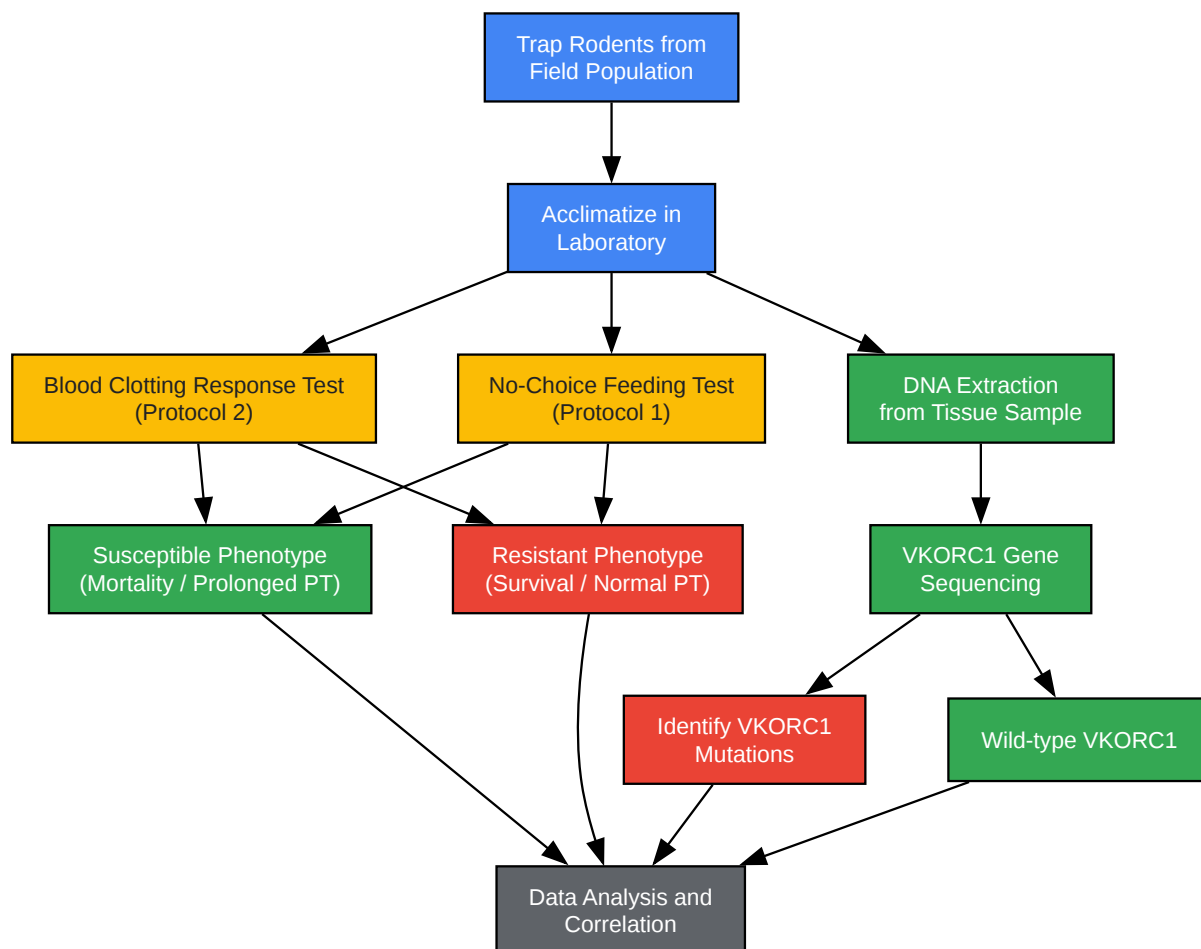 Trap Rodents from
Field Population
Acclimatize in
Laboratory
Blood Clotting Response Test
(Protocol 2)
No-Choice Feeding Test
(Protocol 1)
DNA Extraction
from Tissue Sample
Susceptible Phenotype
(Mortality / Prolonged PT)
Resistant Phenotype
(Survival / Normal PT)
VKORC1 Gene
Sequencing
Identify VKORC1
Mutations
Wild-type VKORC1
Data Analysis and
Correlation